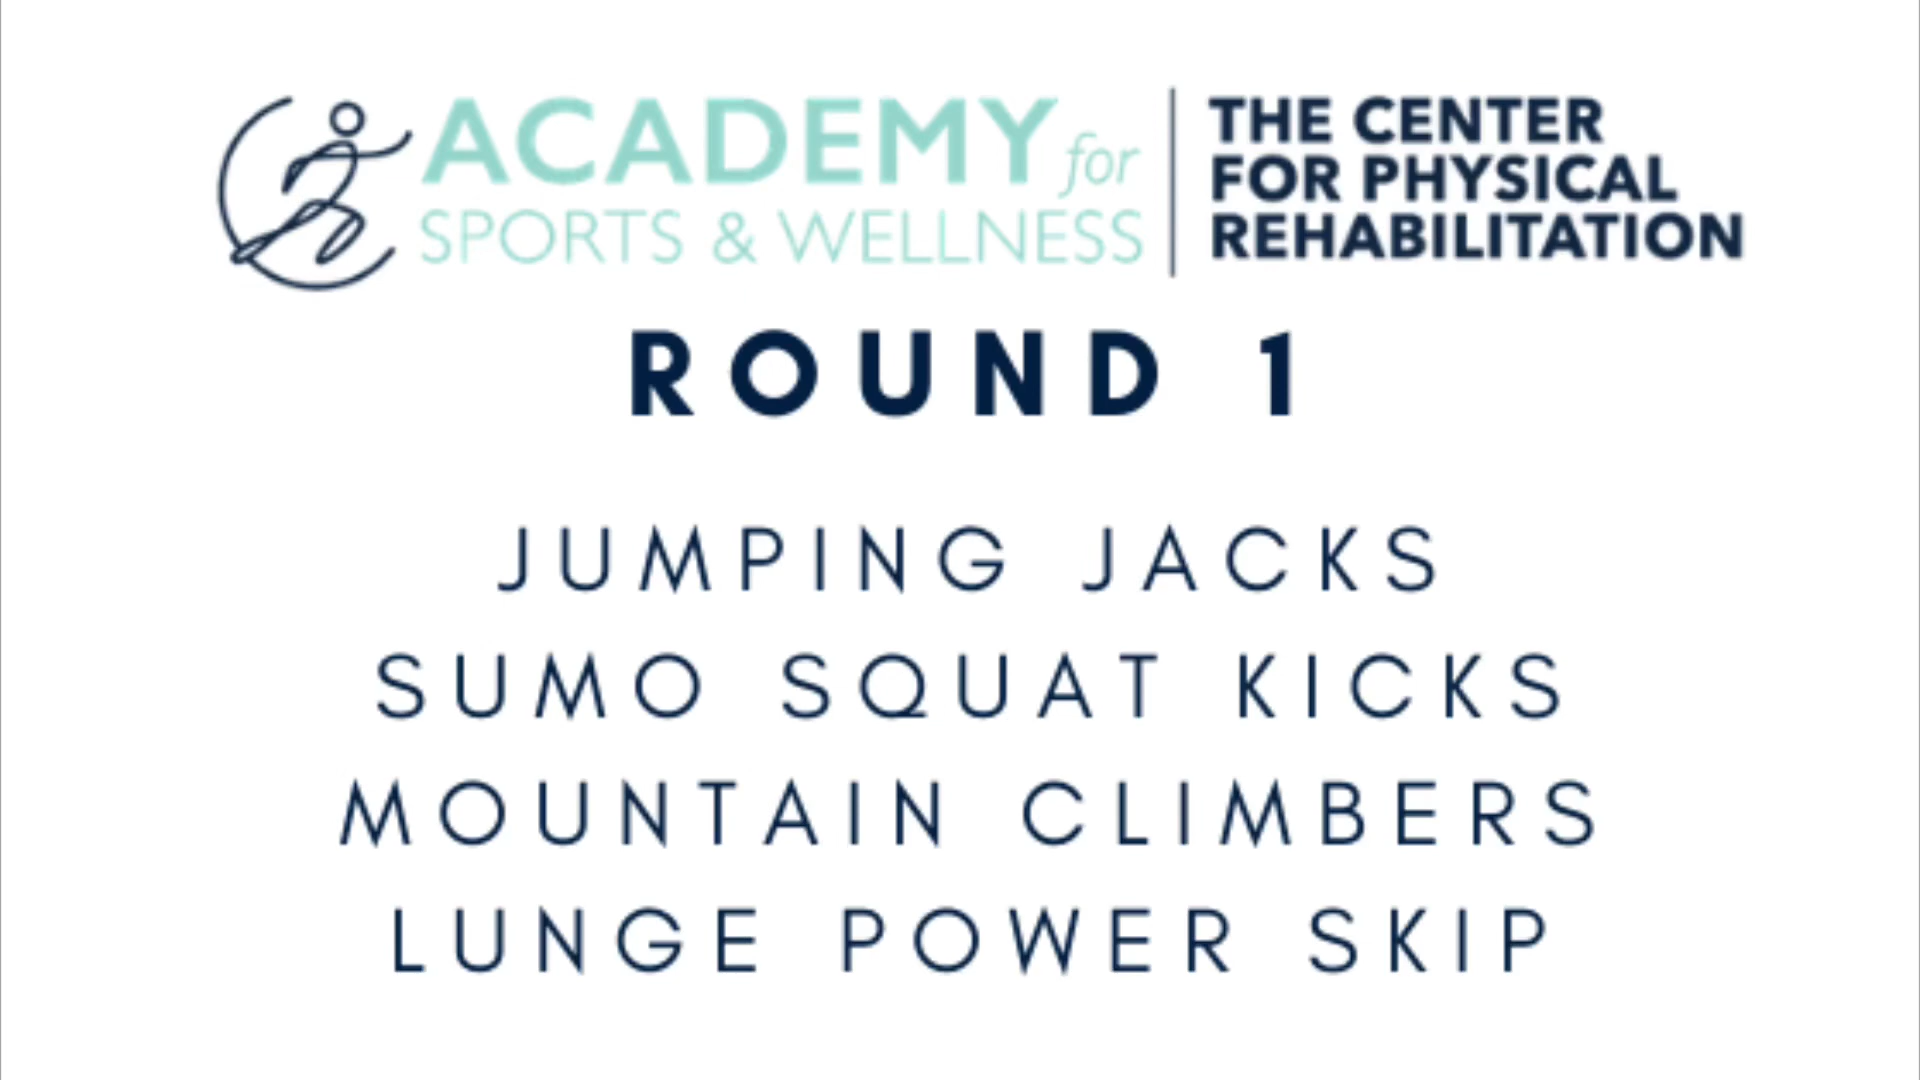 ACADEMY for
SPORTS & WELLNESS
THE CENTER
FOR PHYSICAL
REHABILITATION
ROUND 1
JUMPING JACKS
SUMO SQUAT KICKS
MOUNTAIN CLIMBERS
LUNGE POWER SKIP